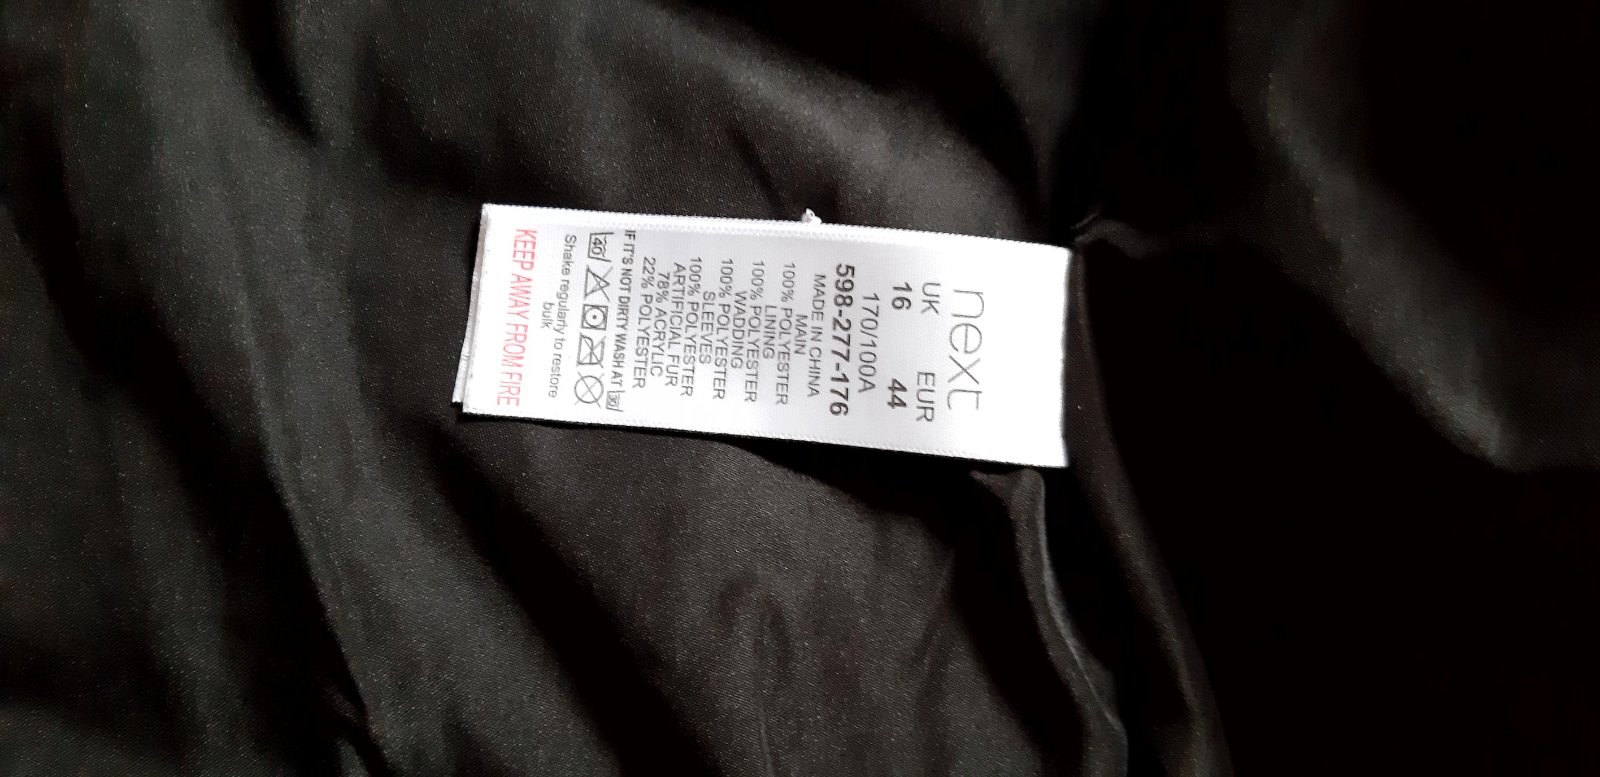 next
UK EUR
16 44
170/100A
598-277-176
MADE IN CHINA
MAIN
100% POLYESTER
LINING
100% POLYESTER
WADDING
100% POLYESTER
SLEEVES
100% POLYESTER
ARTIFICIAL FUR
78% ACRYLIC
22% POLYESTER
IF IT'S NOT DIRTY WASH AT 30
40
Shake regularly to restore
bulk
KEEP AWAY FROM FIRE